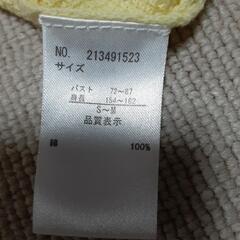 NO. 213491523
サイズ
バスト 72～87
身長 154～162
S～M
品質表示
綿 100%